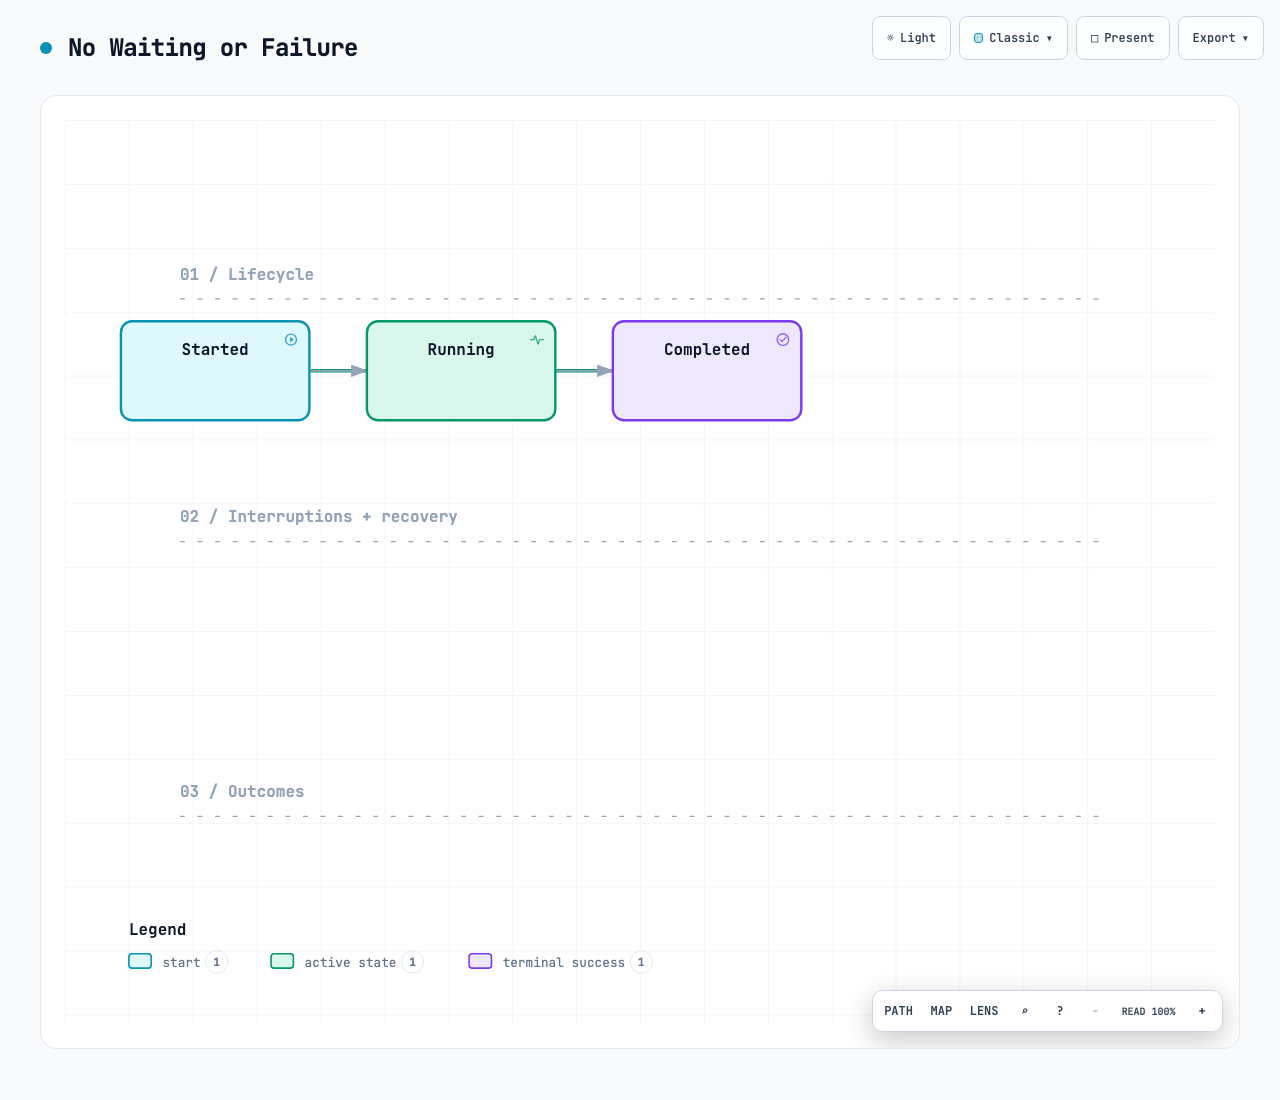 No Waiting or Failure
☼ Light
Classic ▾
□ Present
Export ▾
01 / Lifecycle
Started
Running
Completed
02 / Interruptions + recovery
03 / Outcomes
Legend
start 1
active state 1
terminal success 1
PATH MAP LENS ⌕ ? − READ 100% +